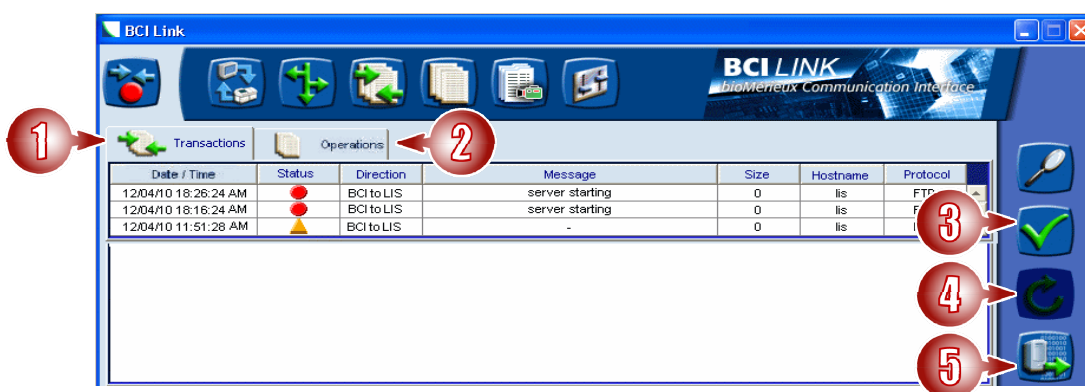 BCI Link
BCI LINK
bioMérieux Communication Interface
1 Transactions Operations 2
Date / Time Status Direction Message Size Hostname Protocol
12/04/10 18:26:24 AM BCI to LIS server starting 0 lis FTP
12/04/10 18:16:24 AM BCI to LIS server starting 0 lis
12/04/10 11:51:28 AM BCI to LIS - 0 lis
3
4
5